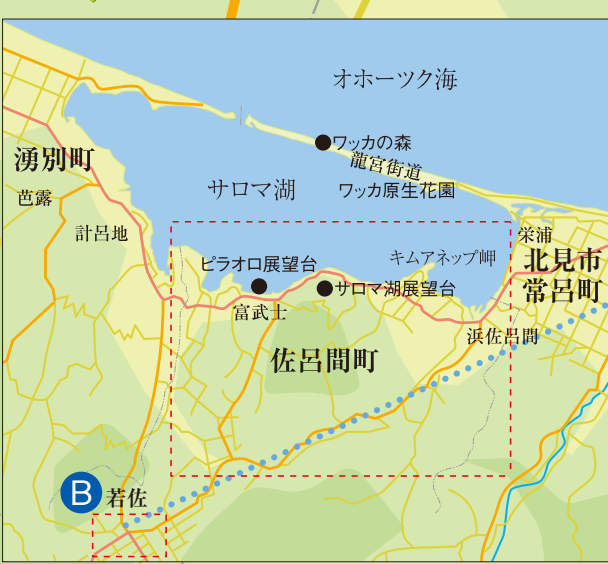 オホーツク海
ワッカの森
龍宮街道
湧別町
サロマ湖
ワッカ原生花園
芭露
計呂地
栄浦
キムアネップ岬
北見市
常呂町
ピラオロ展望台
サロマ湖展望台
富武士
浜佐呂間
佐呂間町
B
若佐